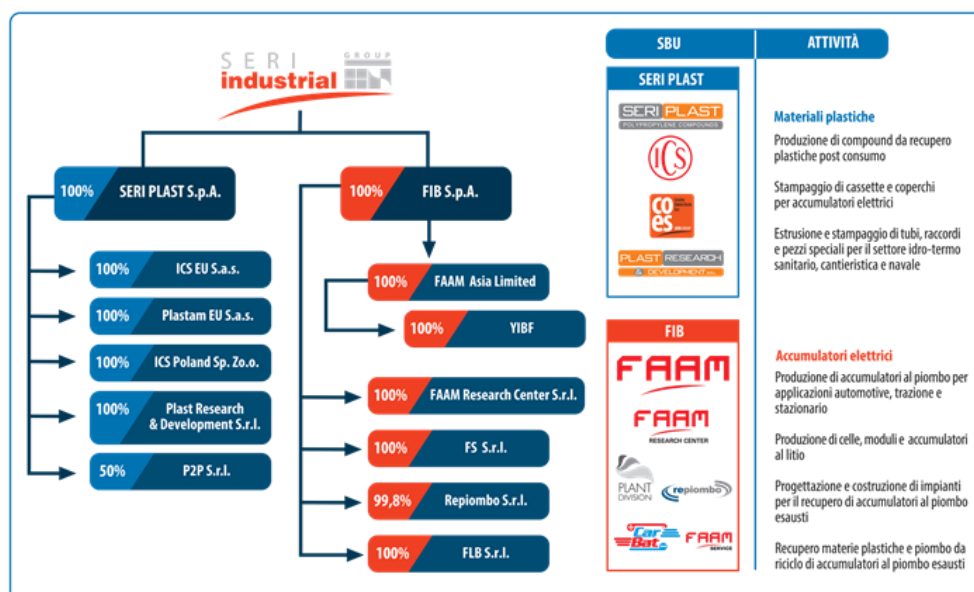 SERI
industrial
GROUP
100%
SERI PLAST S.p.A.
100%
ICS EU S.a.s.
100%
Plastam EU S.a.s.
100%
ICS Poland Sp. Zo.o.
100%
Plast Research
& Development S.r.l.
50%
P2P S.r.l.
100%
FIB S.p.A.
100%
FAAM Asia Limited
100%
YIBF
100%
FAAM Research Center S.r.l.
100%
FS S.r.l.
99,8%
Repiombo S.r.l.
100%
FLB S.r.l.
SBU
ATTIVITÀ
SERI PLAST
SERI PLAST
POLYPROPYLENE COMPOUNDS
ICS
co
es
PLAST RESEARCH
& DEVELOPMENT
Materiali plastiche
Produzione di compound da recupero
plastiche post consumo
Stampaggio di cassette e coperchi
per accumulatori elettrici
Estrusione e stampaggio di tubi, raccordi
e pezzi speciali per il settore idro-termo
sanitario, cantieristica e navale
FIB
FAAM
FAAM
RESEARCH CENTER
PLANT
DIVISION
repiombo
Car
Bat
FAAM
SERVICE
Accumulatori elettrici
Produzione di accumulatori al piombo per
applicazioni automotive, trazione e
stazionario
Produzione di celle, moduli e accumulatori
al litio
Progettazione e costruzione di impianti
per il recupero di accumulatori al piombo
esausti
Recupero materie plastiche e piombo da
riciclo di accumulatori al piombo esausti